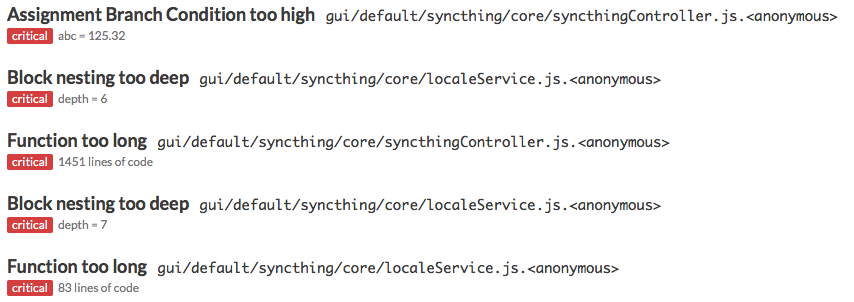 Assignment Branch Condition too high gui/default/syncthing/core/syncthingController.js.<anonymous>
critical abc = 125.32
Block nesting too deep gui/default/syncthing/core/localeService.js.<anonymous>
critical depth = 6
Function too long gui/default/syncthing/core/syncthingController.js.<anonymous>
critical 1451 lines of code
Block nesting too deep gui/default/syncthing/core/localeService.js.<anonymous>
critical depth = 7
Function too long gui/default/syncthing/core/localeService.js.<anonymous>
critical 83 lines of code